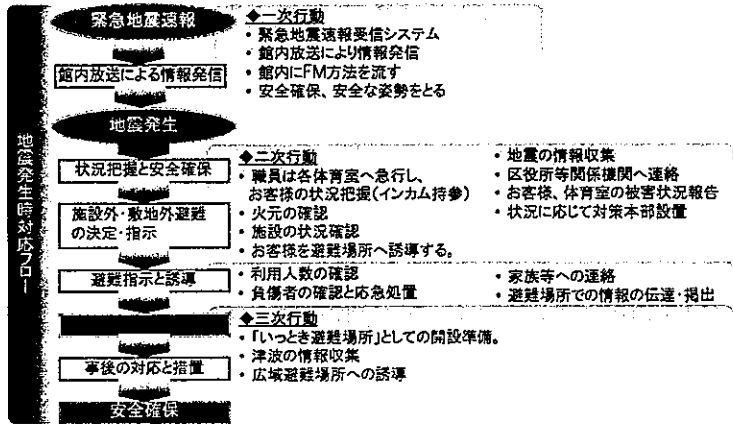 地震発生時対応フロー
緊急地震速報
館内放送による情報発信
地震発生
状況把握と安全確保
施設外・敷地外避難
の決定・指示
避難指示と誘導
事後の対応と措置
安全確保
◆一次行動
・緊急地震速報受信システム
・館内放送により情報発信
・館内にFM方法を流す
・安全確保、安全な姿勢をとる
◆二次行動
・職員は各体育室へ急行し、
お客様の状況把握(インカム持参)
・火元の確認
・施設の状況確認
・お客様を避難場所へ誘導する。
・地震の情報収集
・区役所等関係機関へ連絡
・お客様、体育室の被害状況報告
・状況に応じて対策本部設置
・利用人数の確認
・負傷者の確認と応急処置
・家族等への連絡
・避難場所での情報の伝達・掲出
◆三次行動
・「いっとき避難場所」としての開設準備。
・津波の情報収集
・広域避難場所への誘導